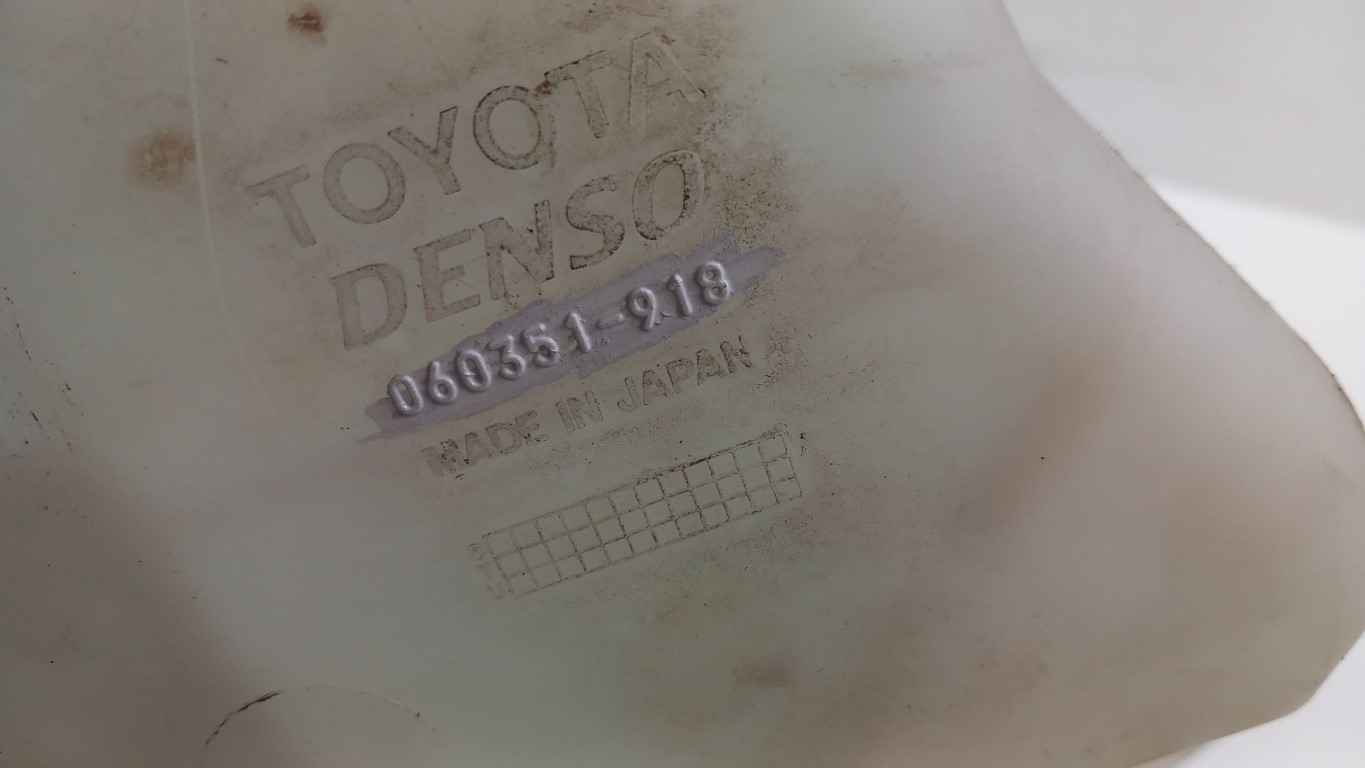 TOYOTA
DENSO
060351-918
MADE IN JAPAN